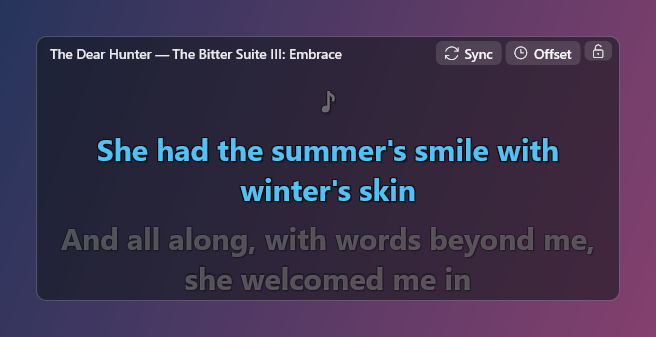 The Dear Hunter — The Bitter Suite III: Embrace
Sync
Offset
She had the summer's smile with
winter's skin
And all along, with words beyond me,
she welcomed me in